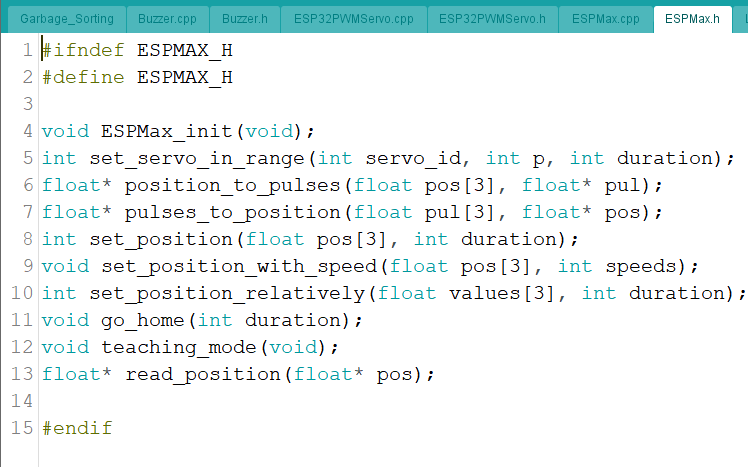 Garbage_Sorting Buzzer.cpp Buzzer.h ESP32PWMServo.cpp ESP32PWMServo.h ESPMax.cpp ESPMax.h
1 #ifndef ESPMAX_H
2 #define ESPMAX_H
3
4 void ESPMax_init(void);
5 int set_servo_in_range(int servo_id, int p, int duration);
6 float* position_to_pulses(float pos[3], float* pul);
7 float* pulses_to_position(float pul[3], float* pos);
8 int set_position(float pos[3], int duration);
9 void set_position_with_speed(float pos[3], int speeds);
10 int set_position_relatively(float values[3], int duration);
11 void go_home(int duration);
12 void teaching_mode(void);
13 float* read_position(float* pos);
14
15 #endif